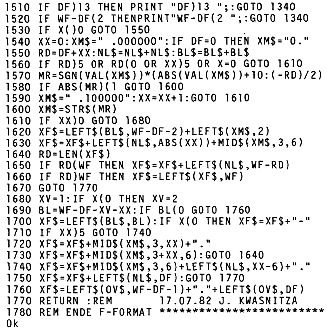 1510 IF DF)13 THEN PRINT "DF)13 ";:GOTO 1340
1520 IF WF-DF(2 THENPRINT"WF-DF(2 ";:GOTO 1340
1530 IF X()0 GOTO 1550
1540 XX=0:XM$=" .000000":IF DF=0 THEN XM$="0."
1550 RD=DF+XX:NL$=NL$+NL$:BL$=BL$+BL$
1560 IF RD)5 OR RD(0 OR XX)5 OR X=0 GOTO 1610
1570 MR=SGN(VAL(XM$))*(ABS(VAL(XM$))+10:(-RD)/2)
1580 IF ABS(MR)(1 GOTO 1600
1590 XM$=" .100000":XX=XX+1:GOTO 1610
1600 XM$=STR$(MR)
1610 IF XX)0 GOTO 1680
1620 XF$=LEFT$(BL$,WF-DF-2)+LEFT$(XM$,2)
1630 XF$=XF$+LEFT$(NL$,ABS(XX))+MID$(XM$,3,6)
1640 RD=LEN(XF$)
1650 IF RD(WF THEN XF$=XF$+LEFT$(NL$,WF-RD)
1660 IF RD)WF THEN XF$=LEFT$(XF$,WF)
1670 GOTO 1770
1680 XV=1:IF X(0 THEN XV=2
1690 BL=WF-DF-XV-XX:IF BL(0 GOTO 1760
1700 XF$=LEFT$(BL$,BL):IF X(0 THEN XF$=XF$+"-"
1710 IF XX)5 GOTO 1740
1720 XF$=XF$+MID$(XM$,3,XX)+"."
1730 XF$=XF$+MID$(XM$,3+XX,6):GOTO 1640
1740 XF$=XF$+MID$(XM$,3,6)+LEFT$(NL$,XX-6)+"."
1750 XF$=XF$+LEFT$(NL$,DF):GOTO 1770
1760 XF$=LEFT$(OV$,WF-DF-1)+"."+LEFT$(OV$,DF)
1770 RETURN :REM 17.07.82 J. KWASNITZA
1780 REM ENDE F-FORMAT *************************
Ok